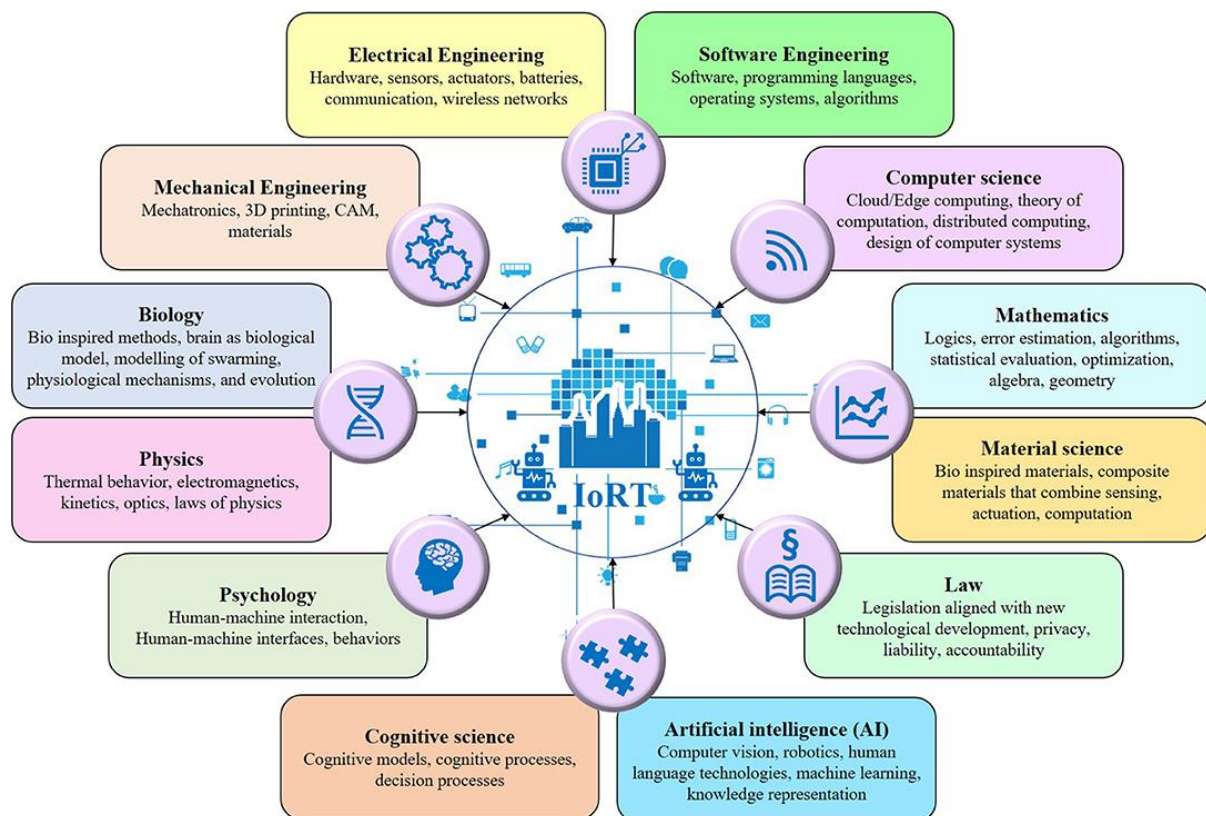 Electrical Engineering
Hardware, sensors, actuators, batteries,
communication, wireless networks
Software Engineering
Software, programming languages,
operating systems, algorithms
Mechanical Engineering
Mechatronics, 3D printing, CAM,
materials
Computer science
Cloud/Edge computing, theory of
computation, distributed computing,
design of computer systems
Biology
Bio inspired methods, brain as biological
model, modelling of swarming,
physiological mechanisms, and evolution
Mathematics
Logics, error estimation, algorithms,
statistical evaluation, optimization,
algebra, geometry
Physics
Thermal behavior, electromagnetics,
kinetics, optics, laws of physics
Material science
Bio inspired materials, composite
materials that combine sensing,
actuation, computation
IoRT
Psychology
Human-machine interaction,
Human-machine interfaces, behaviors
§
Law
Legislation aligned with new
technological development, privacy,
liability, accountability
Cognitive science
Cognitive models, cognitive processes,
decision processes
Artificial intelligence (AI)
Computer vision, robotics, human
language technologies, machine learning,
knowledge representation